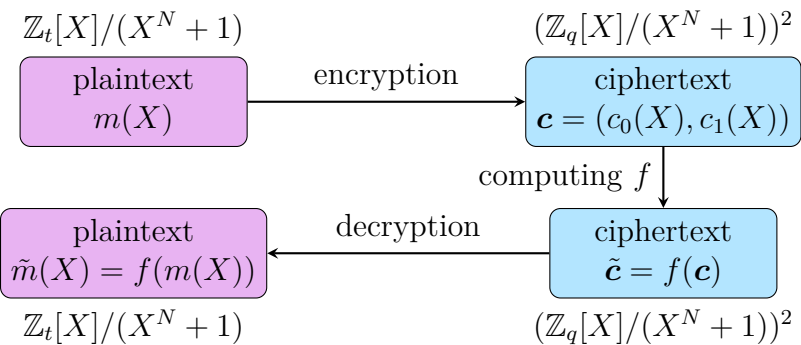 ℤ_t[X]/(X^N + 1)
(ℤ_q[X]/(X^N + 1))^2
plaintext
m(X)
encryption
ciphertext
𝒄 = (c_0(X), c_1(X))
computing f
plaintext
m̃(X) = f(m(X))
decryption
ciphertext
𝒄̃ = f(𝒄)
ℤ_t[X]/(X^N + 1)
(ℤ_q[X]/(X^N + 1))^2